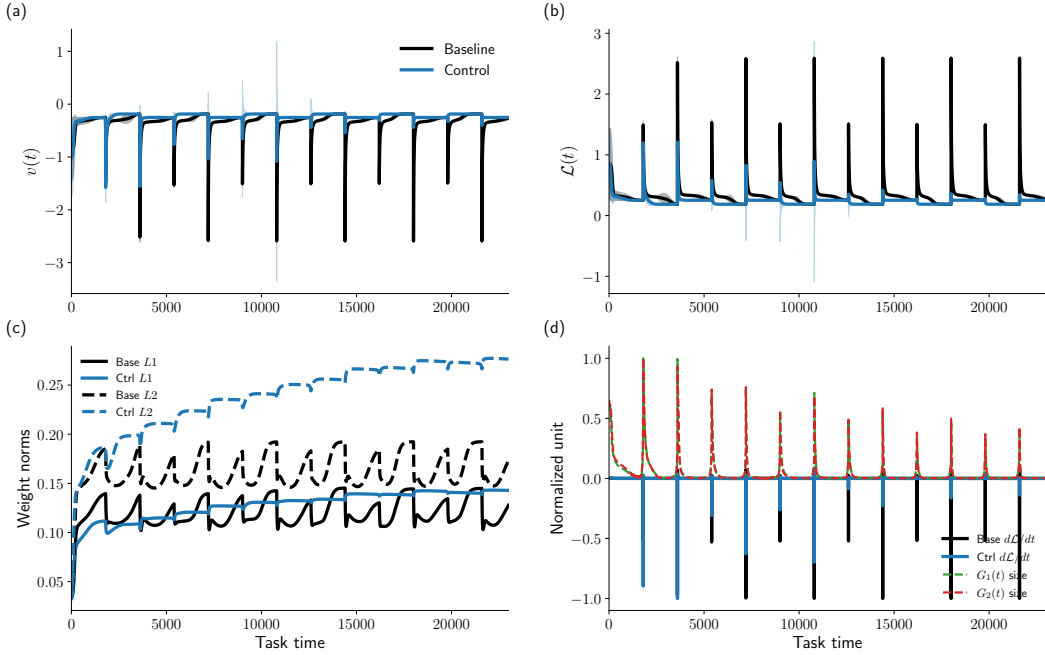 (a)
Baseline
Control
v(t)
1
0
−1
−2
−3
0
5000
10000
15000
20000
Task time
(b)
ℒ(t)
3
2
1
0
−1
0
5000
10000
15000
20000
Task time
(c)
Base L1
Ctrl L1
Base L2
Ctrl L2
Weight norms
0.25
0.20
0.15
0.10
0.05
0
5000
10000
15000
20000
Task time
(d)
Normalized unit
1.0
0.5
0.0
−0.5
−1.0
Base dℒ/dt
Ctrl dℒ/dt
G₁(t) size
G₂(t) size
0
5000
10000
15000
20000
Task time